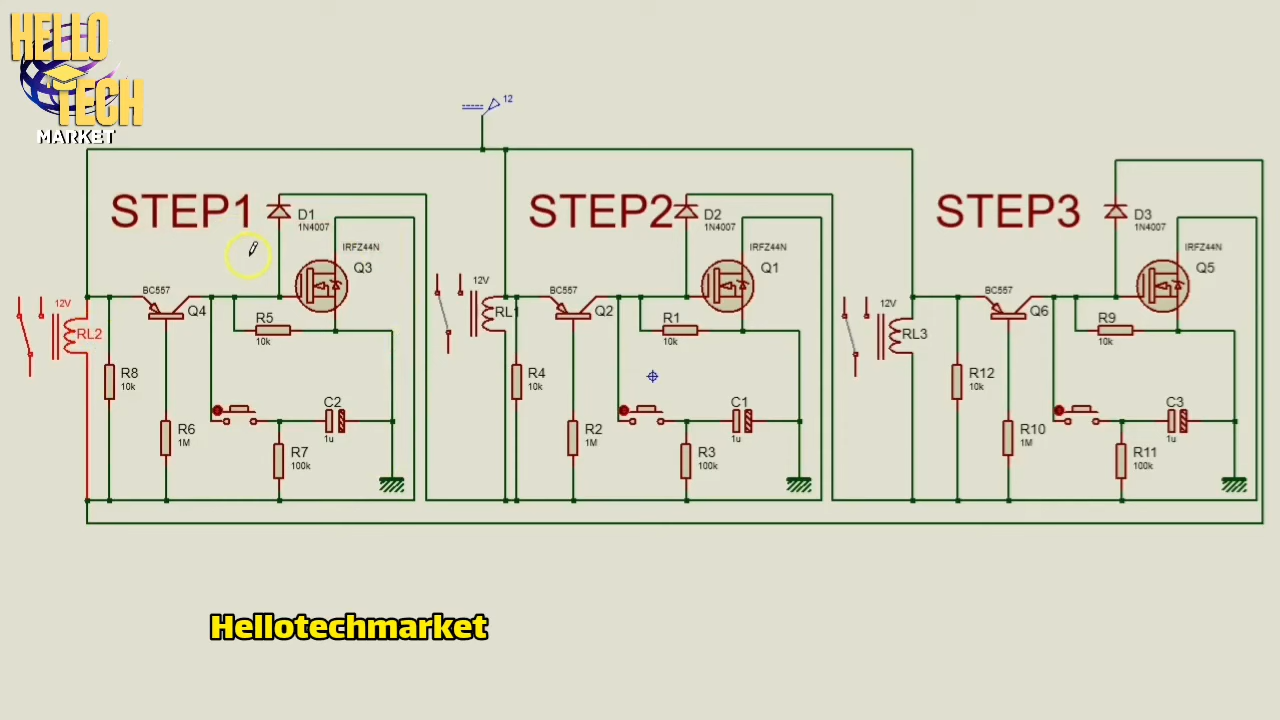 HELLO
TECH
MARKET
12
STEP1
D1
1N4007
IRFZ44N
Q3
BC557
Q4
12V
RL2
R5
10k
R8
10k
R6
1M
C2
1u
R7
100k
STEP2
D2
1N4007
IRFZ44N
Q1
BC557
Q2
12V
RL1
R1
10k
R4
10k
R2
1M
C1
1u
R3
100k
STEP3
D3
1N4007
IRFZ44N
Q5
BC557
Q6
12V
RL3
R9
10k
R12
10k
R10
1M
C3
1u
R11
100k
Hellotechmarket